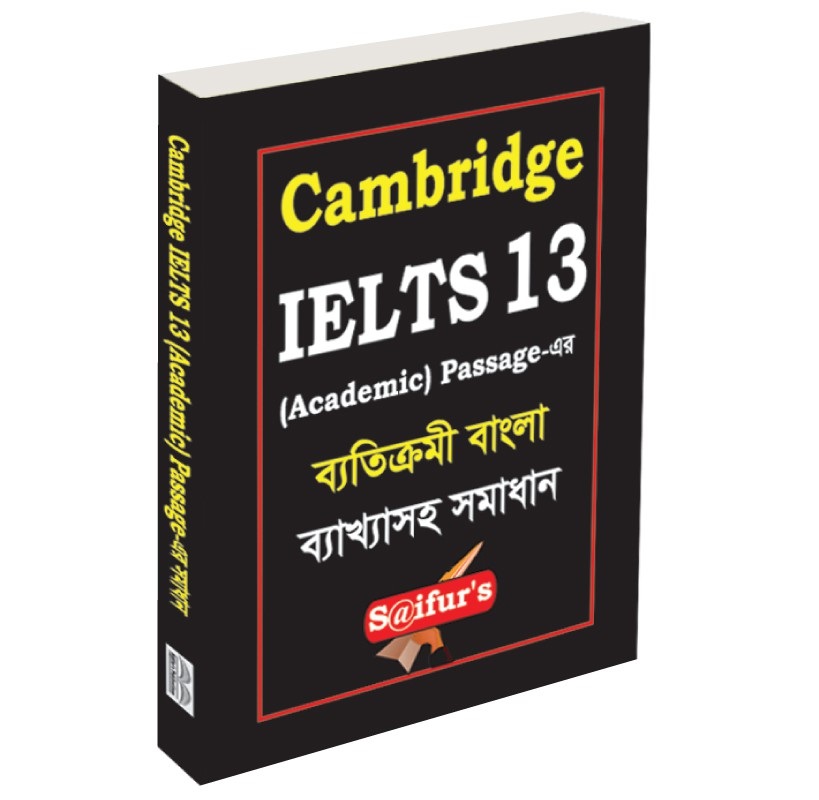 Cambridge
IELTS 13
(Academic) Passage-এর
ব্যতিক্রমী বাংলা
ব্যাখ্যাসহ সমাধান
S@ifur's
Cambridge IELTS 13 (Academic) Passage-এর সমাধান